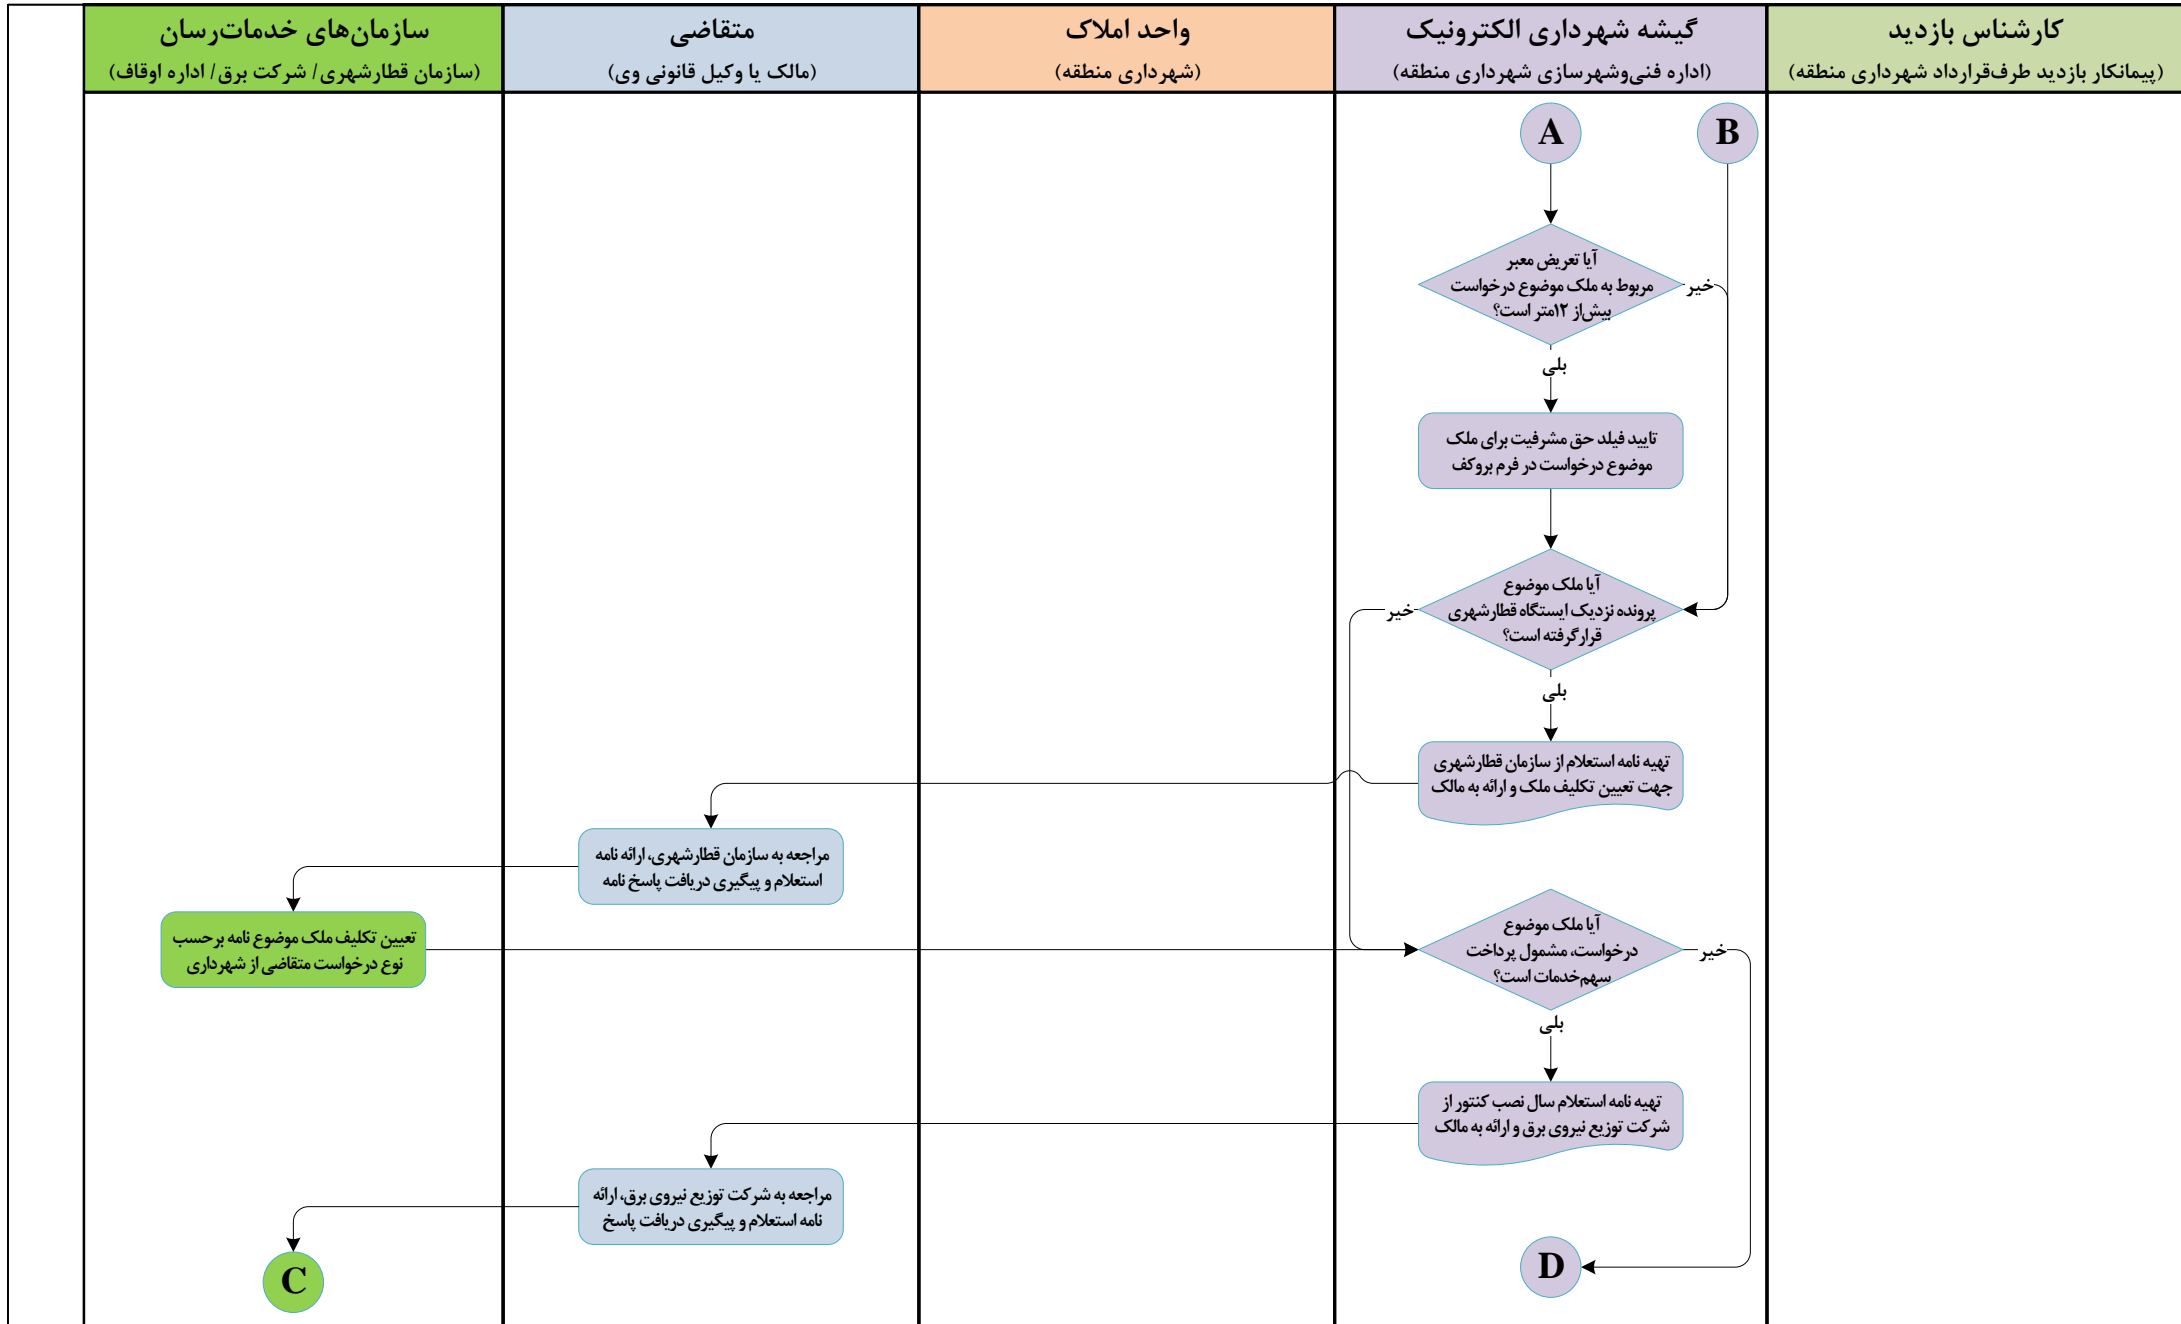 کارشناس بازدید
(پیمانکار بازدید طرف‌قرارداد شهرداری منطقه)
گیشه شهرداری الکترونیک
(اداره فنی‌وشهرسازی شهرداری منطقه)
واحد املاک
(شهرداری منطقه)
متقاضی
(مالک یا وکیل قانونی وی)
سازمان‌های خدمات‌رسان
(سازمان قطارشهری/ شرکت برق/ اداره اوقاف)
B
A
آیا تعریض معبر
مربوط به ملک موضوع درخواست
بیش‌از ۱۲متر است؟
خیر
بلی
تایید فیلد حق مشرفیت برای ملک
موضوع درخواست در فرم بروکف
آیا ملک موضوع
پرونده نزدیک ایستگاه قطارشهری
قرارگرفته است؟
خیر
بلی
تهیه نامه استعلام از سازمان قطارشهری
جهت تعیین تکلیف ملک و ارائه به مالک
مراجعه به سازمان قطارشهری، ارائه نامه
استعلام و پیگیری دریافت پاسخ نامه
تعیین تکلیف ملک موضوع نامه برحسب
نوع درخواست متقاضی از شهرداری
آیا ملک موضوع
درخواست، مشمول پرداخت
سهم‌خدمات است؟
خیر
بلی
تهیه نامه استعلام سال نصب کنتور از
شرکت توزیع نیروی برق و ارائه به مالک
مراجعه به شرکت توزیع نیروی برق، ارائه
نامه استعلام و پیگیری دریافت پاسخ
D
C